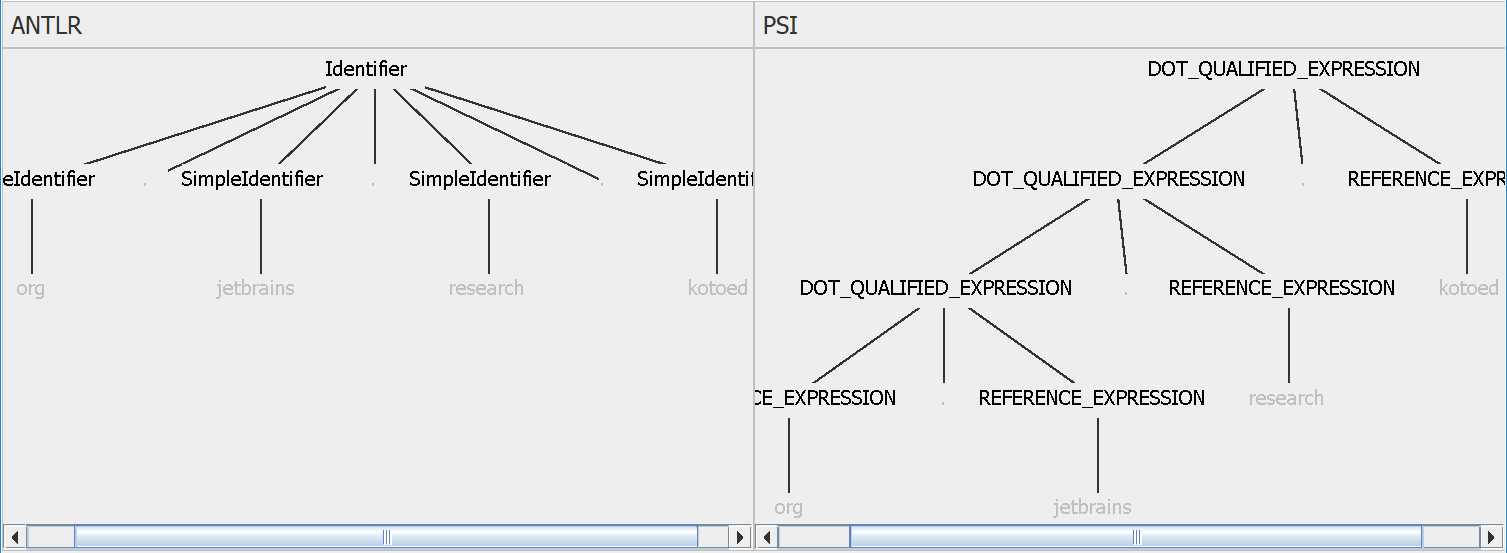 ANTLR
Identifier
eIdentifier . SimpleIdentifier . SimpleIdentifier . SimpleIdentif
org jetbrains research kotoed
PSI
DOT_QUALIFIED_EXPRESSION
DOT_QUALIFIED_EXPRESSION . REFERENCE_EXPR
DOT_QUALIFIED_EXPRESSION . REFERENCE_EXPRESSION kotoed
CE_EXPRESSION . REFERENCE_EXPRESSION research
org jetbrains